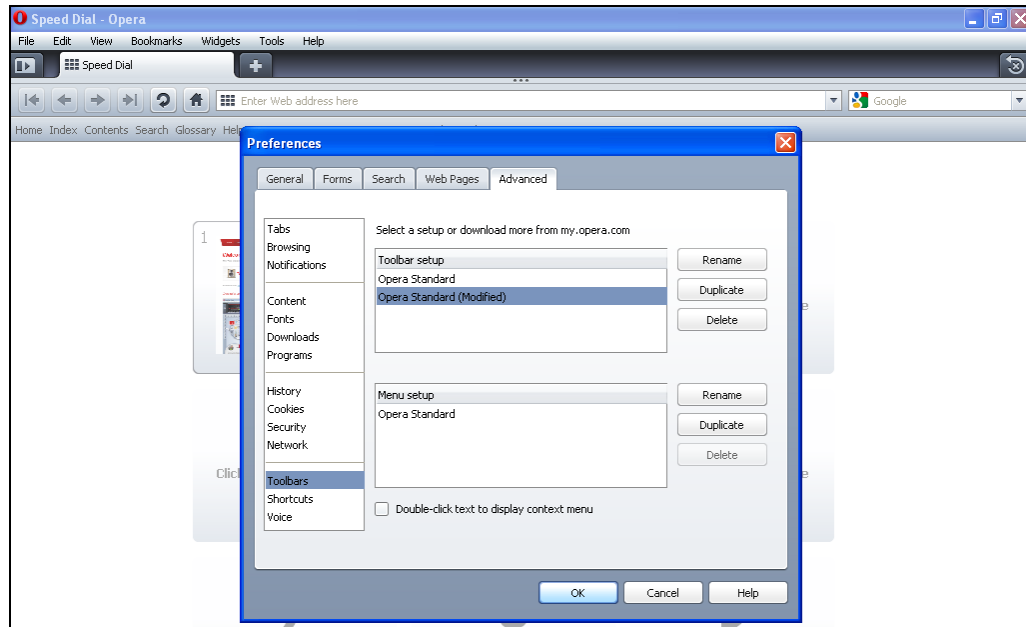 Speed Dial - Opera
File Edit View Bookmarks Widgets Tools Help
Speed Dial
Enter Web address here
Google
Home Index Contents Search Glossary Help
Preferences
General Forms Search Web Pages Advanced
Tabs
Browsing
Notifications
Content
Fonts
Downloads
Programs
History
Cookies
Security
Network
Toolbars
Shortcuts
Voice
Select a setup or download more from my.opera.com
Toolbar setup
Opera Standard
Opera Standard (Modified)
Rename
Duplicate
Delete
Menu setup
Opera Standard
Rename
Duplicate
Delete
Double-click text to display context menu
OK Cancel Help
1